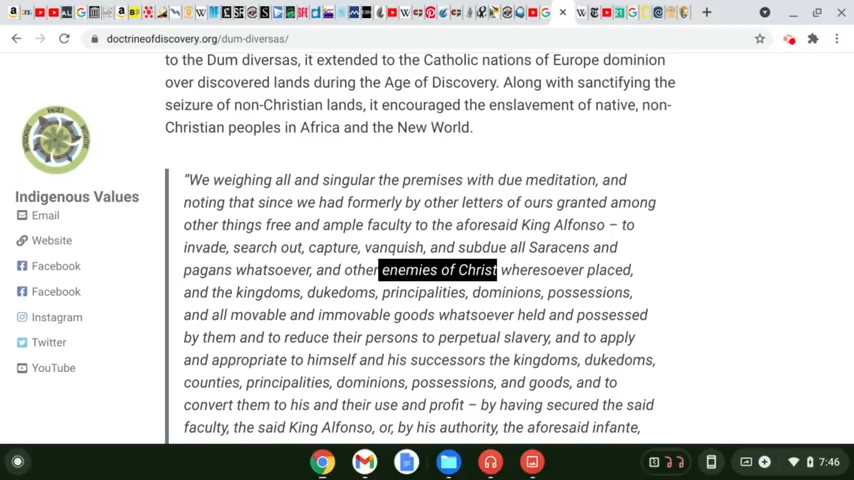 doctrineofdiscovery.org/dum-diversas/
to the Dum diversas, it extended to the Catholic nations of Europe dominion
over discovered lands during the Age of Discovery. Along with sanctifying the
seizure of non-Christian lands, it encouraged the enslavement of native, non-
Christian peoples in Africa and the New World.
Indigenous Values
Email
Website
Facebook
Facebook
Instagram
Twitter
YouTube
“We weighing all and singular the premises with due meditation, and
noting that since we had formerly by other letters of ours granted among
other things free and ample faculty to the aforesaid King Alfonso – to
invade, search out, capture, vanquish, and subdue all Saracens and
pagans whatsoever, and other enemies of Christ wheresoever placed,
and the kingdoms, dukedoms, principalities, dominions, possessions,
and all movable and immovable goods whatsoever held and possessed
by them and to reduce their persons to perpetual slavery, and to apply
and appropriate to himself and his successors the kingdoms, dukedoms,
counties, principalities, dominions, possessions, and goods, and to
convert them to his and their use and profit – by having secured the said
faculty, the said King Alfonso, or, by his authority, the aforesaid infante,
7:46